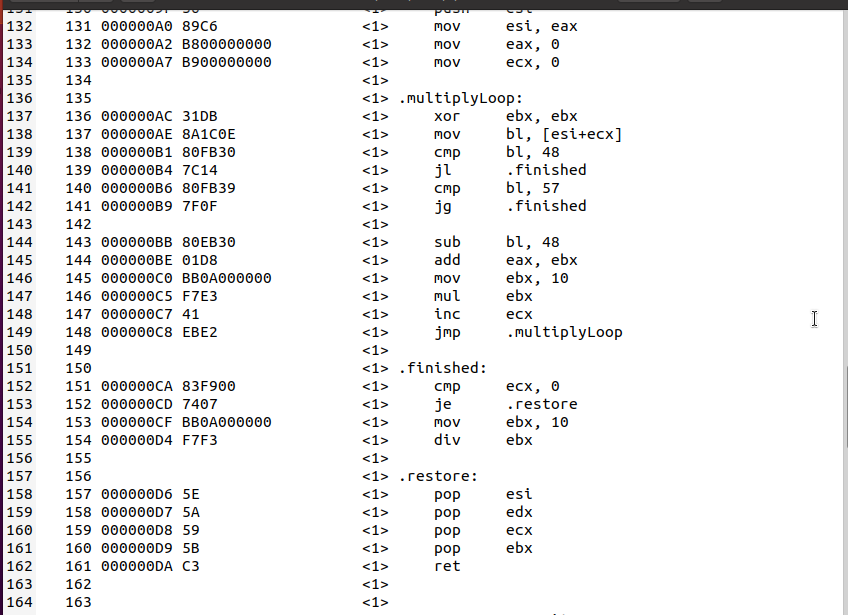 132 131 000000A0 89C6 <1> mov esi, eax
133 132 000000A2 B800000000 <1> mov eax, 0
134 133 000000A7 B900000000 <1> mov ecx, 0
135 134 <1>
136 135 <1> .multiplyLoop:
137 136 000000AC 31DB <1> xor ebx, ebx
138 137 000000AE 8A1C0E <1> mov bl, [esi+ecx]
139 138 000000B1 80FB30 <1> cmp bl, 48
140 139 000000B4 7C14 <1> jl .finished
141 140 000000B6 80FB39 <1> cmp bl, 57
142 141 000000B9 7F0F <1> jg .finished
143 142 <1>
144 143 000000BB 80EB30 <1> sub bl, 48
145 144 000000BE 01D8 <1> add eax, ebx
146 145 000000C0 BB0A000000 <1> mov ebx, 10
147 146 000000C5 F7E3 <1> mul ebx
148 147 000000C7 41 <1> inc ecx
149 148 000000C8 EBE2 <1> jmp .multiplyLoop
150 149 <1>
151 150 <1> .finished:
152 151 000000CA 83F900 <1> cmp ecx, 0
153 152 000000CD 7407 <1> je .restore
154 153 000000CF BB0A000000 <1> mov ebx, 10
155 154 000000D4 F7F3 <1> div ebx
156 155 <1>
157 156 <1> .restore:
158 157 000000D6 5E <1> pop esi
159 158 000000D7 5A <1> pop edx
160 159 000000D8 59 <1> pop ecx
161 160 000000D9 5B <1> pop ebx
162 161 000000DA C3 <1> ret
163 162 <1>
164 163 <1>